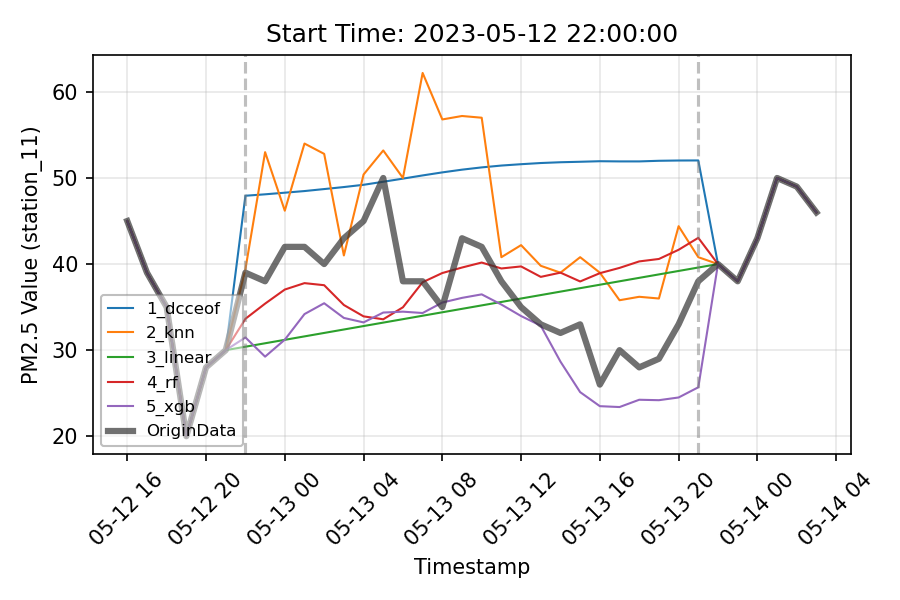 Start Time: 2023-05-12 22:00:00
PM2.5 Value (station_11)
60
50
40
30
20
1_dcceof
2_knn
3_linear
4_rf
5_xgb
OriginData
05-12 16
05-12 20
05-13 00
05-13 04
05-13 08
05-13 12
05-13 16
05-13 20
05-14 00
05-14 04
Timestamp